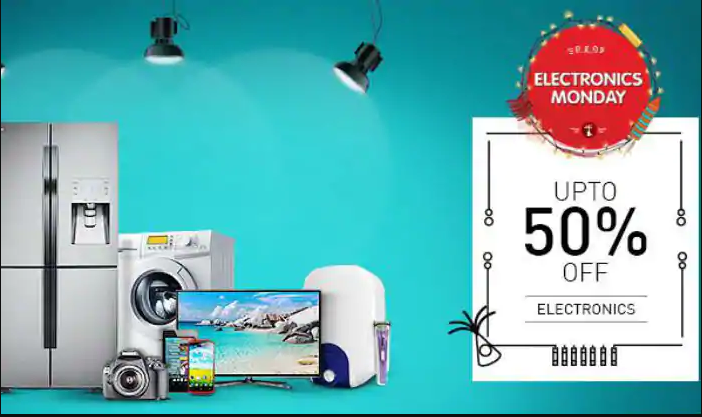 ELECTRONICS
MONDAY
UPTO
50%
OFF
ELECTRONICS